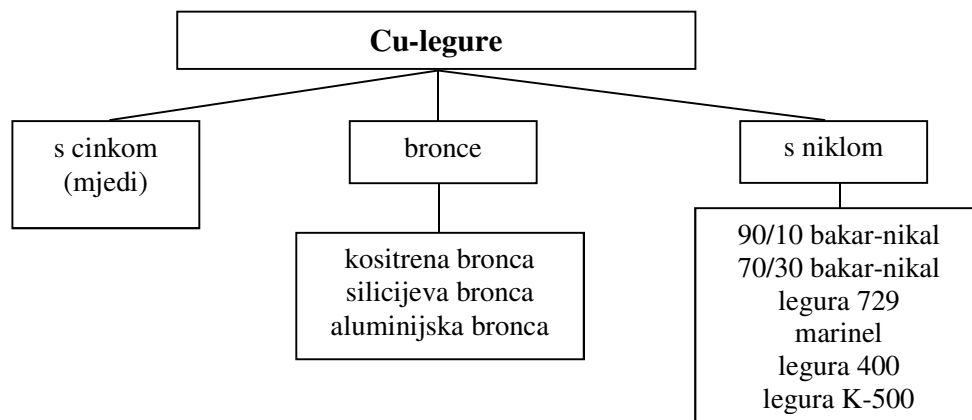 Cu-legure
s cinkom
(mjedi)
bronce
s niklom
kositrena bronca
silicijeva bronca
aluminijska bronca
90/10 bakar-nikal
70/30 bakar-nikal
legura 729
marinel
legura 400
legura K-500